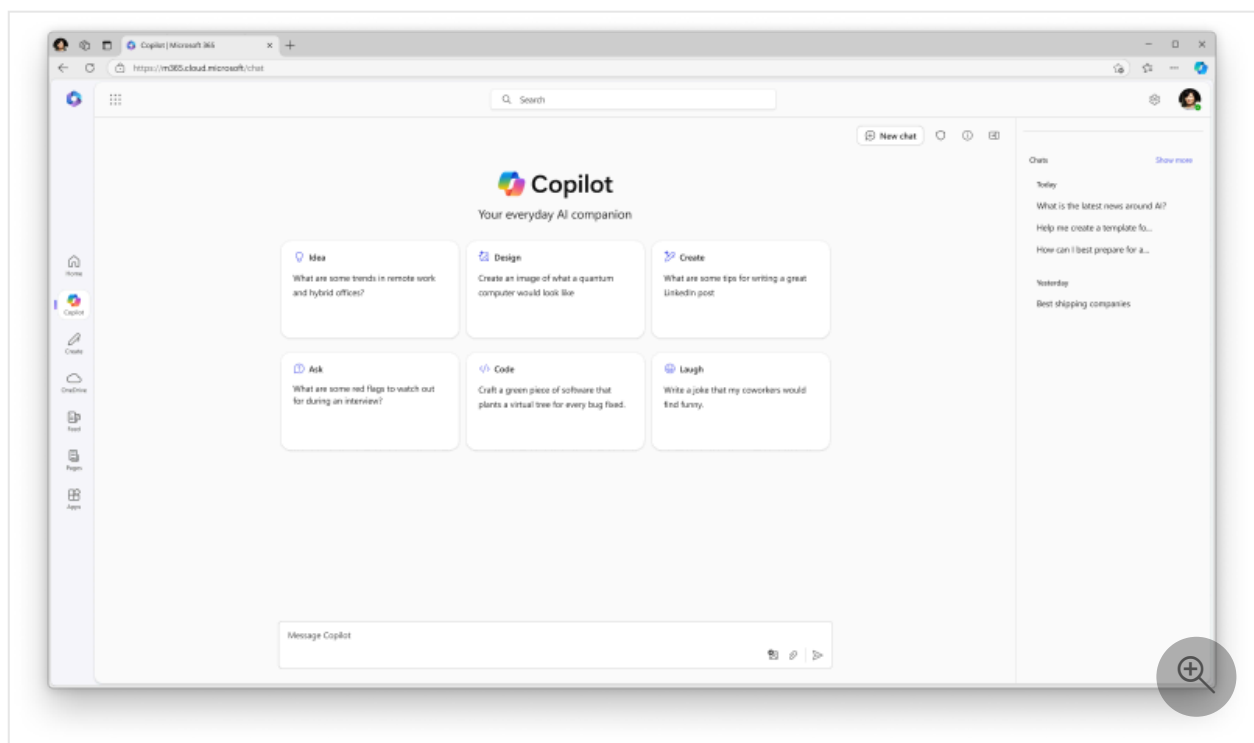 Copilot | Microsoft 365
https://m365.cloud.microsoft/chat
Search
New chat
Copilot
Your everyday AI companion
Idea
What are some trends in remote work
and hybrid offices?
Design
Create an image of what a quantum
computer would look like
Create
What are some tips for writing a great
LinkedIn post
Ask
What are some red flags to watch out
for during an interview?
Code
Craft a green piece of software that
plants a virtual tree for every bug fixed.
Laugh
Write a joke that my coworkers would
find funny.
Message Copilot
Home
Copilot
Create
OneDrive
Feed
Pages
Apps
Chats
Show more
Today
What is the latest news around AI?
Help me create a template fo...
How can I best prepare for a...
Yesterday
Best shipping companies